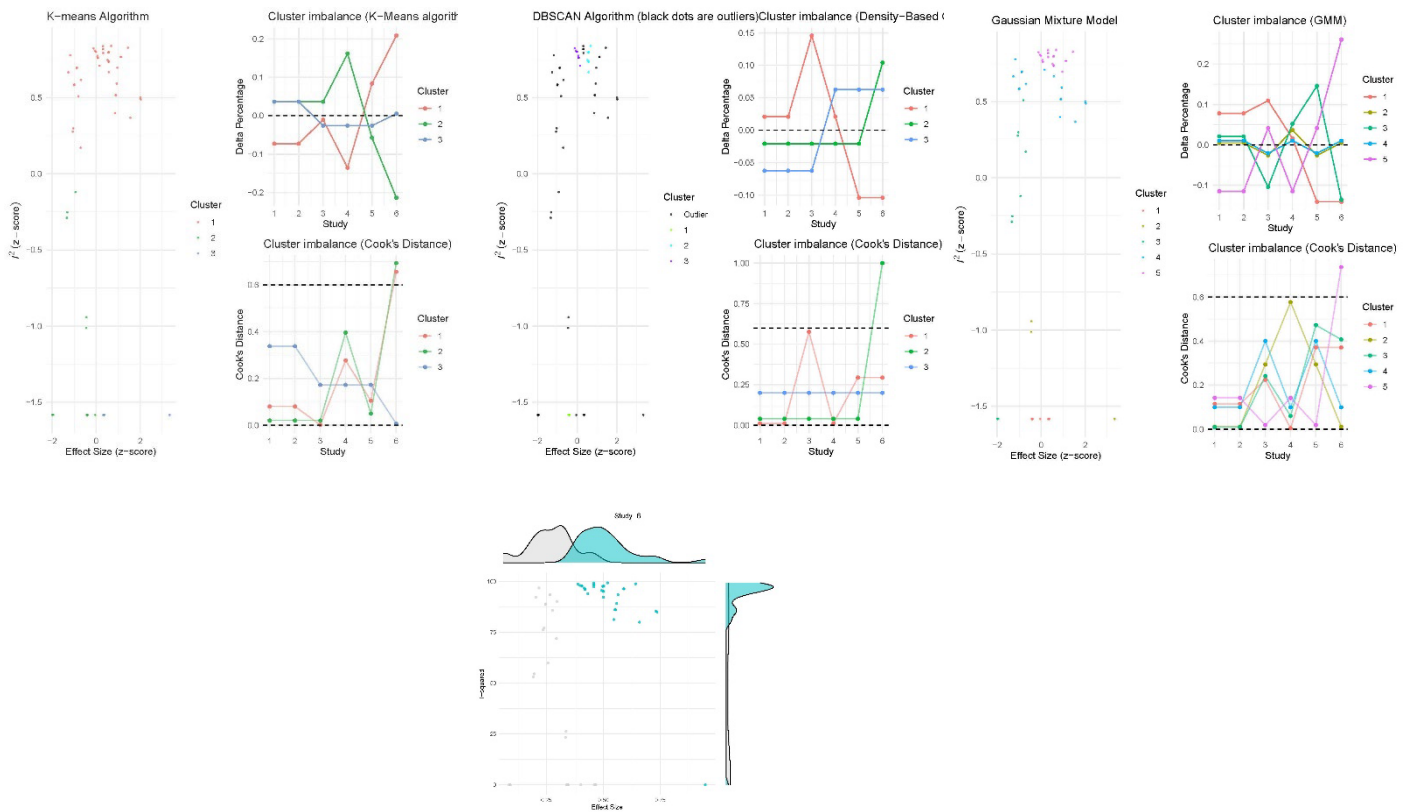 K-means Algorithm
Cluster imbalance (K-Means algorith
DBSCAN Algorithm (black dots are outliers)
Cluster imbalance (Density-Based C
Gaussian Mixture Model
Cluster imbalance (GMM)
I² (z-score)
0.5
0.0
−0.5
−1.0
−1.5
−2
0
2
Effect Size (z-score)
Cluster
1
2
3
Delta Percentage
0.2
0.1
0.0
−0.1
−0.2
1 2 3 4 5 6
Study
Cluster
1
2
3
Cluster imbalance (Cook's Distance)
Cook's Distance
0.6
0.4
0.2
0.0
1 2 3 4 5 6
Study
Cluster
1
2
3
I² (z-score)
0.5
0.0
−0.5
−1.0
−1.5
−2
0
2
Effect Size (z-score)
Cluster
Outlier
1
2
3
Delta Percentage
0.15
0.10
0.05
0.00
−0.05
−0.10
1 2 3 4 5 6
Study
Cluster
1
2
3
Cluster imbalance (Cook's Distance)
Cook's Distance
1.00
0.75
0.50
0.25
0.00
1 2 3 4 5 6
Study
Cluster
1
2
3
I² (z-score)
0.5
0.0
−0.5
−1.0
−1.5
−2
0
2
Effect Size (z-score)
Cluster
1
2
3
4
5
Delta Percentage
0.2
0.1
0.0
−0.1
1 2 3 4 5 6
Study
Cluster
1
2
3
4
5
Cluster imbalance (Cook's Distance)
Cook's Distance
0.6
0.4
0.2
0.0
1 2 3 4 5 6
Study
Cluster
1
2
3
4
5
Study 6
I-squared
100
75
50
25
0
Effect Size